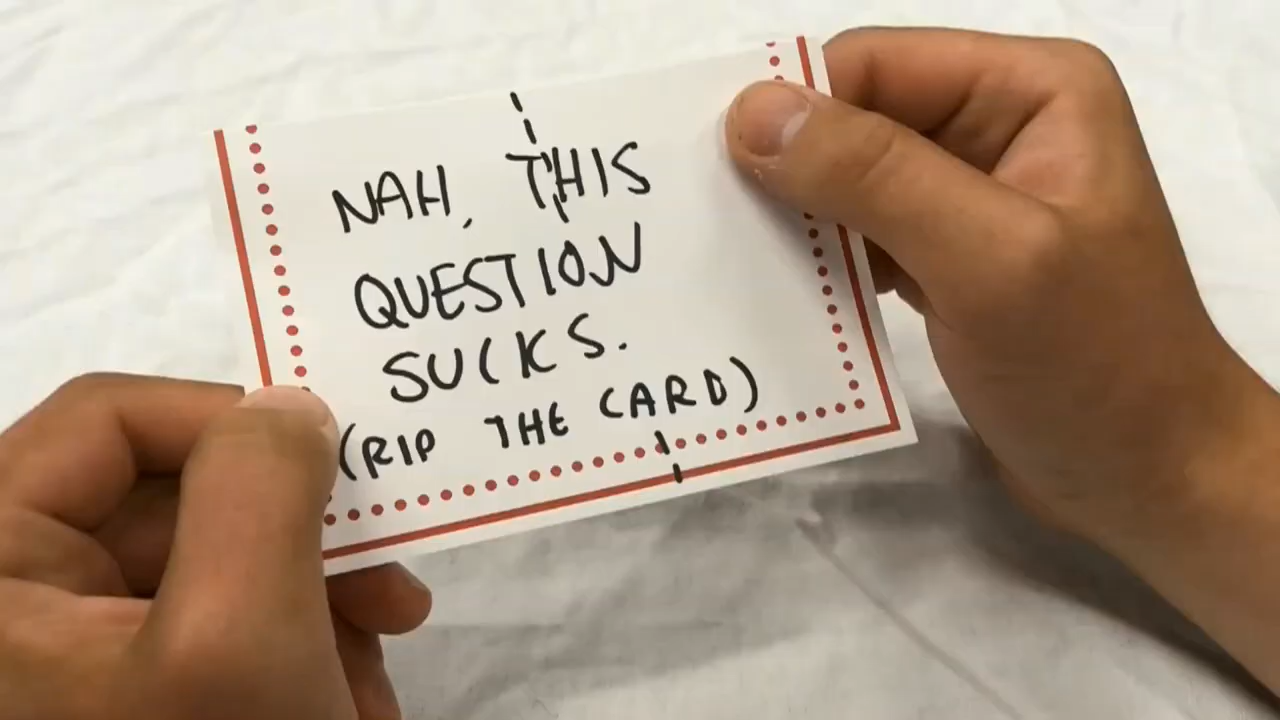 NAH, THIS
QUESTION
SUCKS.
(RIP THE CARD)